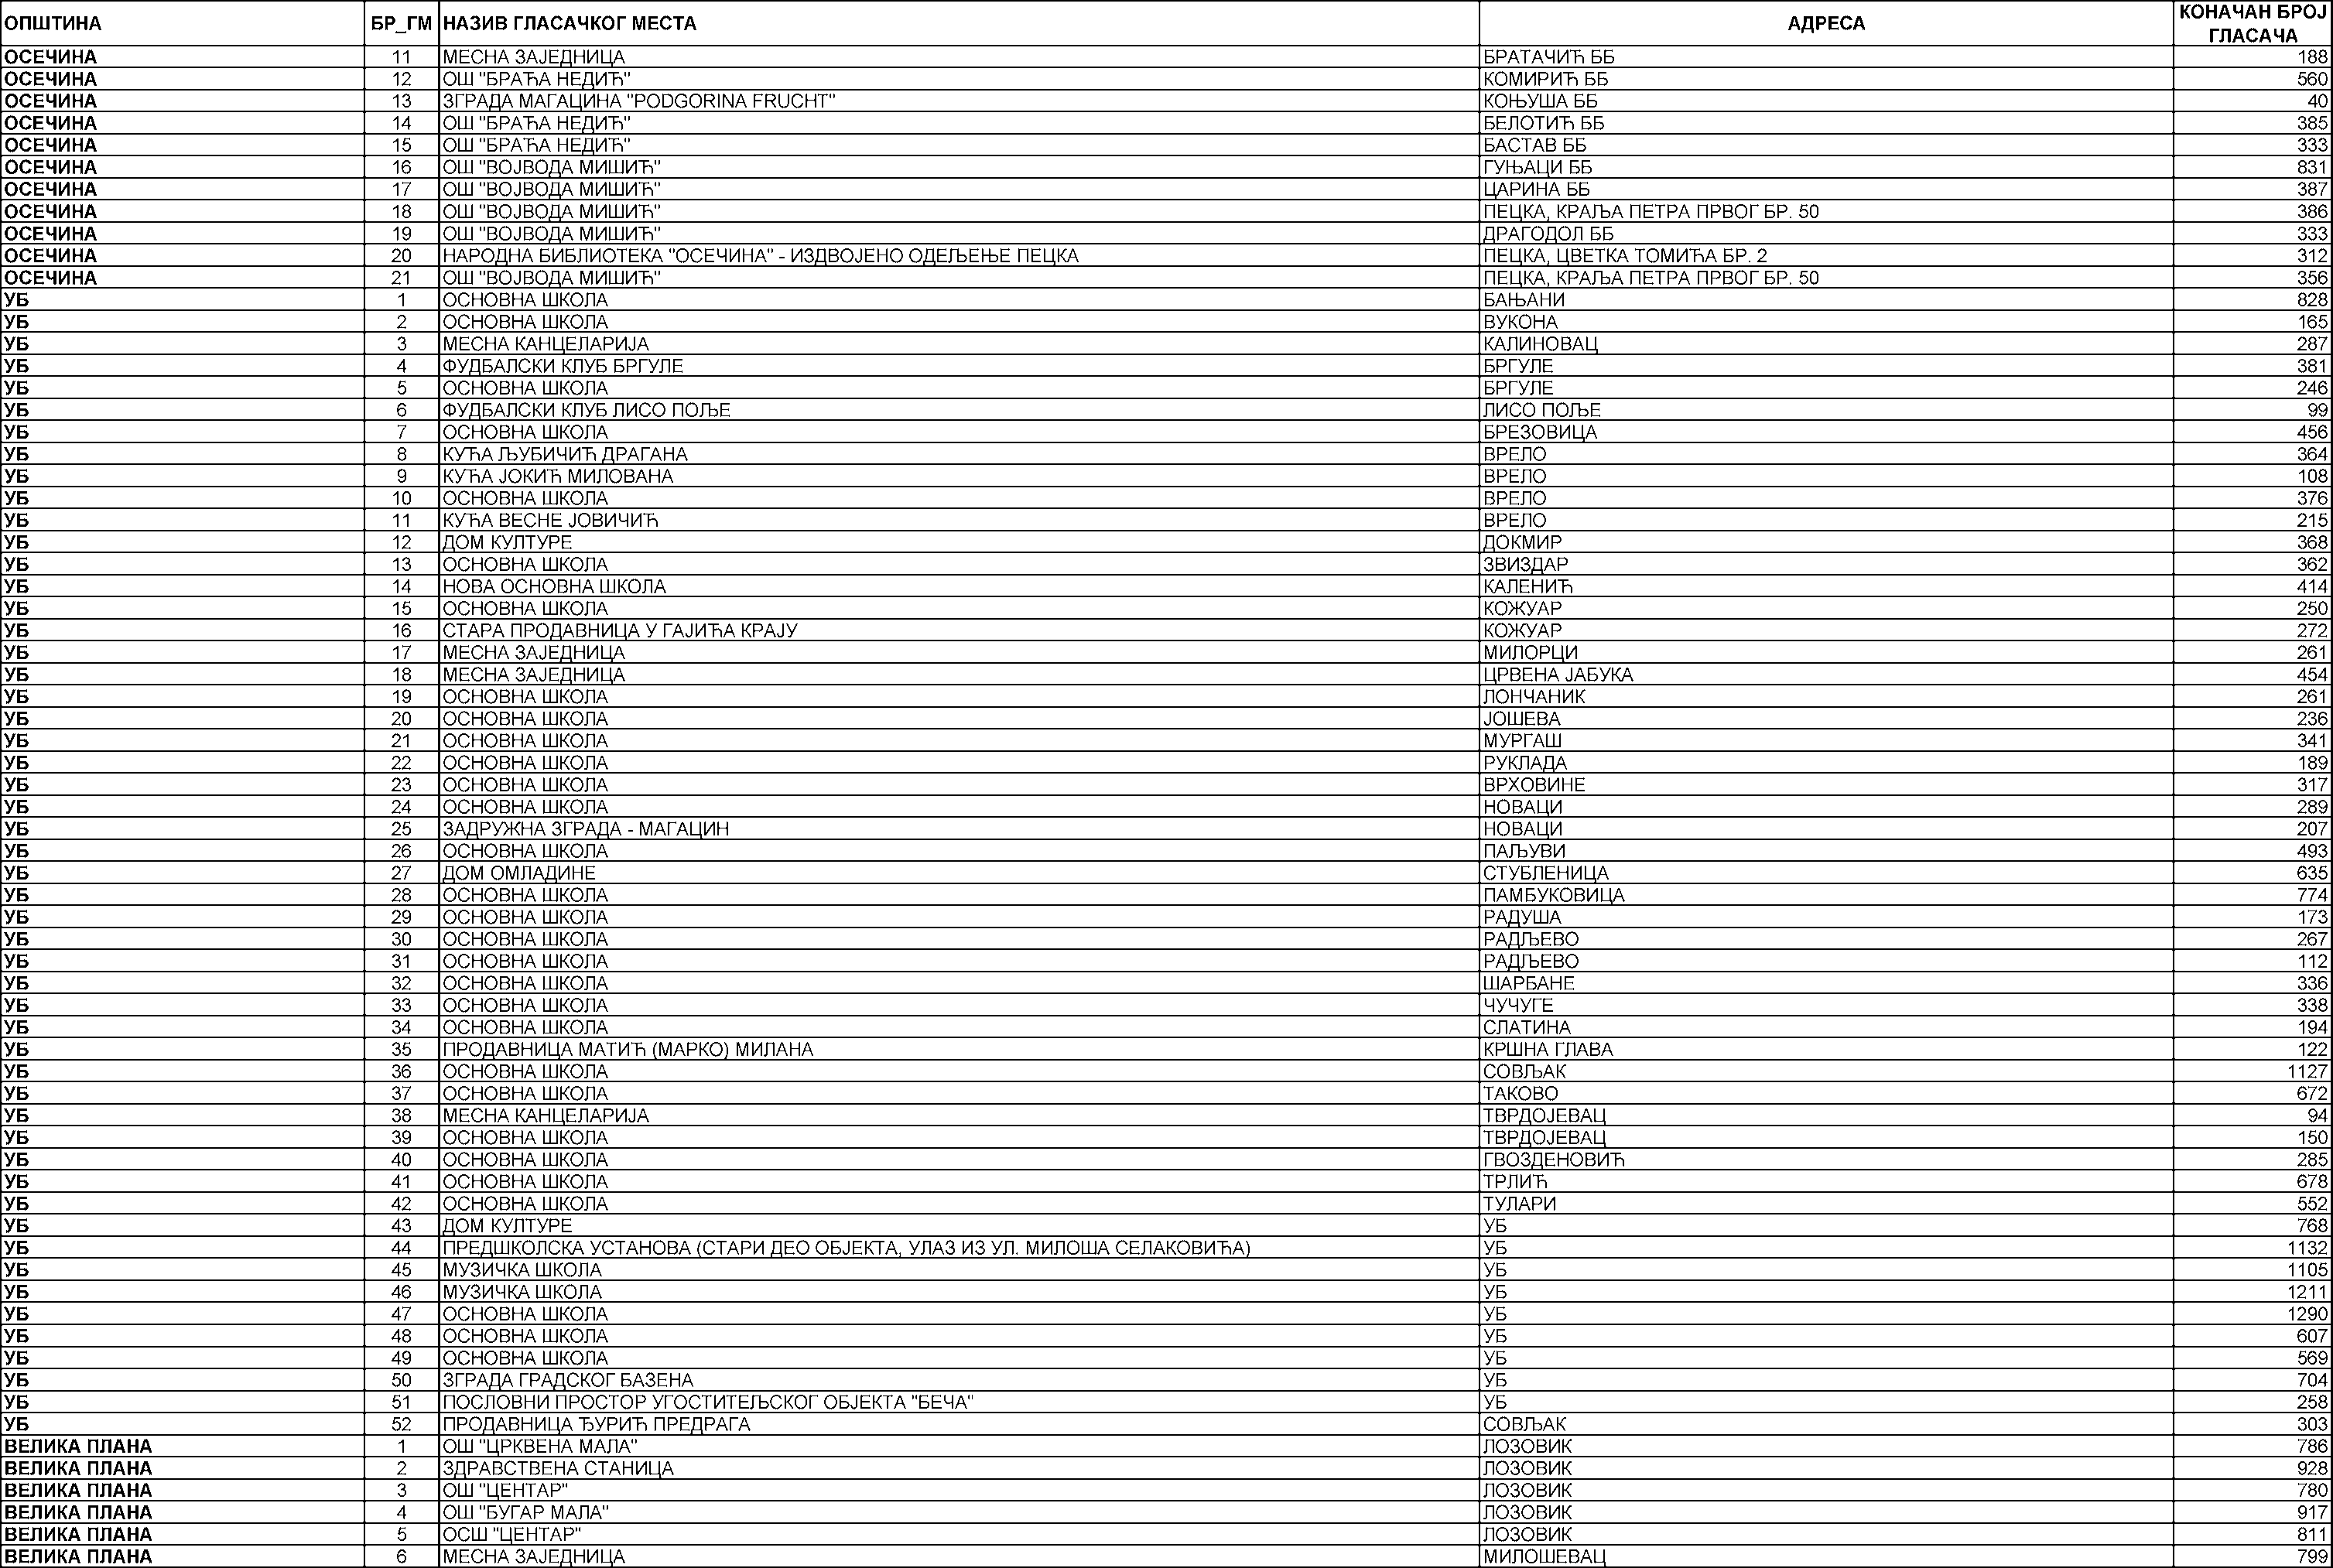 ОПШТИНА БР_ГМ НАЗИВ ГЛАСАЧКОГ МЕСТА АДРЕСА КОНАЧАН БРОЈ ГЛАСАЧА
ОСЕЧИНА 11 МЕСНА ЗАЈЕДНИЦА БРАТАЧИЋ ББ 188
ОСЕЧИНА 12 ОШ "БРАЋА НЕДИЋ" КОМИРИЋ ББ 560
ОСЕЧИНА 13 ЗГРАДА МАГАЦИНА "PODGORINA FRUCHT" КОЊУША ББ 40
ОСЕЧИНА 14 ОШ "БРАЋА НЕДИЋ" БЕЛОТИЋ ББ 385
ОСЕЧИНА 15 ОШ "БРАЋА НЕДИЋ" БАСТАВ ББ 333
ОСЕЧИНА 16 ОШ "ВОЈВОДА МИШИЋ" ГУЊАЦИ ББ 831
ОСЕЧИНА 17 ОШ "ВОЈВОДА МИШИЋ" ЦАРИНА ББ 387
ОСЕЧИНА 18 ОШ "ВОЈВОДА МИШИЋ" ПЕЦКА, КРАЉА ПЕТРА ПРВОГ БР. 50 386
ОСЕЧИНА 19 ОШ "ВОЈВОДА МИШИЋ" ДРАГОДОЛ ББ 333
ОСЕЧИНА 20 НАРОДНА БИБЛИОТЕКА "ОСЕЧИНА" - ИЗДВОЈЕНО ОДЕЉЕЊЕ ПЕЦКА ПЕЦКА, ЦВЕТКА ТОМИЋА БР. 2 312
ОСЕЧИНА 21 ОШ "ВОЈВОДА МИШИЋ" ПЕЦКА, КРАЉА ПЕТРА ПРВОГ БР. 50 356
УБ 1 ОСНОВНА ШКОЛА БАЊАНИ 828
УБ 2 ОСНОВНА ШКОЛА ВУКОНА 165
УБ 3 МЕСНА КАНЦЕЛАРИЈА КАЛИНОВАЦ 287
УБ 4 ФУДБАЛСКИ КЛУБ БРГУЛЕ БРГУЛЕ 381
УБ 5 ОСНОВНА ШКОЛА БРГУЛЕ 246
УБ 6 ФУДБАЛСКИ КЛУБ ЛИСО ПОЉЕ ЛИСО ПОЉЕ 99
УБ 7 ОСНОВНА ШКОЛА БРЕЗОВИЦА 456
УБ 8 КУЋА ЉУБИЧИЋ ДРАГАНА ВРЕЛО 364
УБ 9 КУЋА ЈОКИЋ МИЛОВАНА ВРЕЛО 108
УБ 10 ОСНОВНА ШКОЛА ВРЕЛО 376
УБ 11 КУЋА ВЕСНЕ ЈОВИЧИЋ ВРЕЛО 215
УБ 12 ДОМ КУЛТУРЕ ДОКМИР 368
УБ 13 ОСНОВНА ШКОЛА ЗВИЗДАР 362
УБ 14 НОВА ОСНОВНА ШКОЛА КАЛЕНИЋ 414
УБ 15 ОСНОВНА ШКОЛА КОЖУАР 250
УБ 16 СТАРА ПРОДАВНИЦА У ГАЈИЋА КРАЈУ КОЖУАР 272
УБ 17 МЕСНА ЗАЈЕДНИЦА МИЛОРЦИ 261
УБ 18 МЕСНА ЗАЈЕДНИЦА ЦРВЕНА ЈАБУКА 454
УБ 19 ОСНОВНА ШКОЛА ЛОНЧАНИК 261
УБ 20 ОСНОВНА ШКОЛА ЈОШЕВА 236
УБ 21 ОСНОВНА ШКОЛА МУРГАШ 341
УБ 22 ОСНОВНА ШКОЛА РУКЛАДА 189
УБ 23 ОСНОВНА ШКОЛА ВРХОВИНЕ 317
УБ 24 ОСНОВНА ШКОЛА НОВАЦИ 289
УБ 25 ЗАДРУЖНА ЗГРАДА - МАГАЦИН НОВАЦИ 207
УБ 26 ОСНОВНА ШКОЛА ПАЉУВИ 493
УБ 27 ДОМ ОМЛАДИНЕ СТУБЛЕНИЦА 635
УБ 28 ОСНОВНА ШКОЛА ПАМБУКОВИЦА 774
УБ 29 ОСНОВНА ШКОЛА РАДУША 173
УБ 30 ОСНОВНА ШКОЛА РАДЉЕВО 267
УБ 31 ОСНОВНА ШКОЛА РАДЉЕВО 112
УБ 32 ОСНОВНА ШКОЛА ШАРБАНЕ 336
УБ 33 ОСНОВНА ШКОЛА ЧУЧУГЕ 338
УБ 34 ОСНОВНА ШКОЛА СЛАТИНА 194
УБ 35 ПРОДАВНИЦА МАТИЋ (МАРКО) МИЛАНА КРШНА ГЛАВА 122
УБ 36 ОСНОВНА ШКОЛА СОВЉАК 1127
УБ 37 ОСНОВНА ШКОЛА ТАКОВО 672
УБ 38 МЕСНА КАНЦЕЛАРИЈА ТВРДОЈЕВАЦ 94
УБ 39 ОСНОВНА ШКОЛА ТВРДОЈЕВАЦ 150
УБ 40 ОСНОВНА ШКОЛА ГВОЗДЕНОВИЋ 285
УБ 41 ОСНОВНА ШКОЛА ТРЛИЋ 678
УБ 42 ОСНОВНА ШКОЛА ТУЛАРИ 552
УБ 43 ДОМ КУЛТУРЕ УБ 768
УБ 44 ПРЕДШКОЛСКА УСТАНОВА (СТАРИ ДЕО ОБЈЕКТА, УЛАЗ ИЗ УЛ. МИЛОША СЕЛАКОВИЋА) УБ 1132
УБ 45 МУЗИЧКА ШКОЛА УБ 1105
УБ 46 МУЗИЧКА ШКОЛА УБ 1211
УБ 47 ОСНОВНА ШКОЛА УБ 1290
УБ 48 ОСНОВНА ШКОЛА УБ 607
УБ 49 ОСНОВНА ШКОЛА УБ 569
УБ 50 ЗГРАДА ГРАДСКОГ БАЗЕНА УБ 704
УБ 51 ПОСЛОВНИ ПРОСТОР УГОСТИТЕЉСКОГ ОБЈЕКТА "БЕЧА" УБ 258
УБ 52 ПРОДАВНИЦА ЂУРИЋ ПРЕДРАГА СОВЉАК 303
ВЕЛИКА ПЛАНА 1 ОШ "ЦРКВЕНА МАЛА" ЛОЗОВИК 786
ВЕЛИКА ПЛАНА 2 ЗДРАВСТВЕНА СТАНИЦА ЛОЗОВИК 928
ВЕЛИКА ПЛАНА 3 ОШ "ЦЕНТАР" ЛОЗОВИК 780
ВЕЛИКА ПЛАНА 4 ОШ "БУГАР МАЛА" ЛОЗОВИК 917
ВЕЛИКА ПЛАНА 5 ОСШ "ЦЕНТАР" ЛОЗОВИК 811
ВЕЛИКА ПЛАНА 6 МЕСНА ЗАЈЕДНИЦА МИЛОШЕВАЦ 799